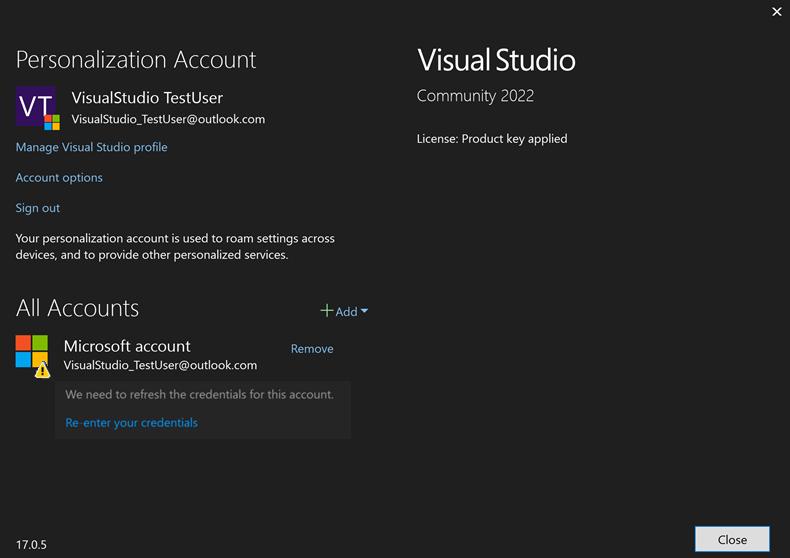 Personalization Account
VT
VisualStudio TestUser
VisualStudio_TestUser@outlook.com
Manage Visual Studio profile
Account options
Sign out
Your personalization account is used to roam settings across
devices, and to provide other personalized services.
All Accounts
Add
Microsoft account
Remove
VisualStudio_TestUser@outlook.com
We need to refresh the credentials for this account.
Re-enter your credentials
17.0.5
Visual Studio
Community 2022
License: Product key applied
Close